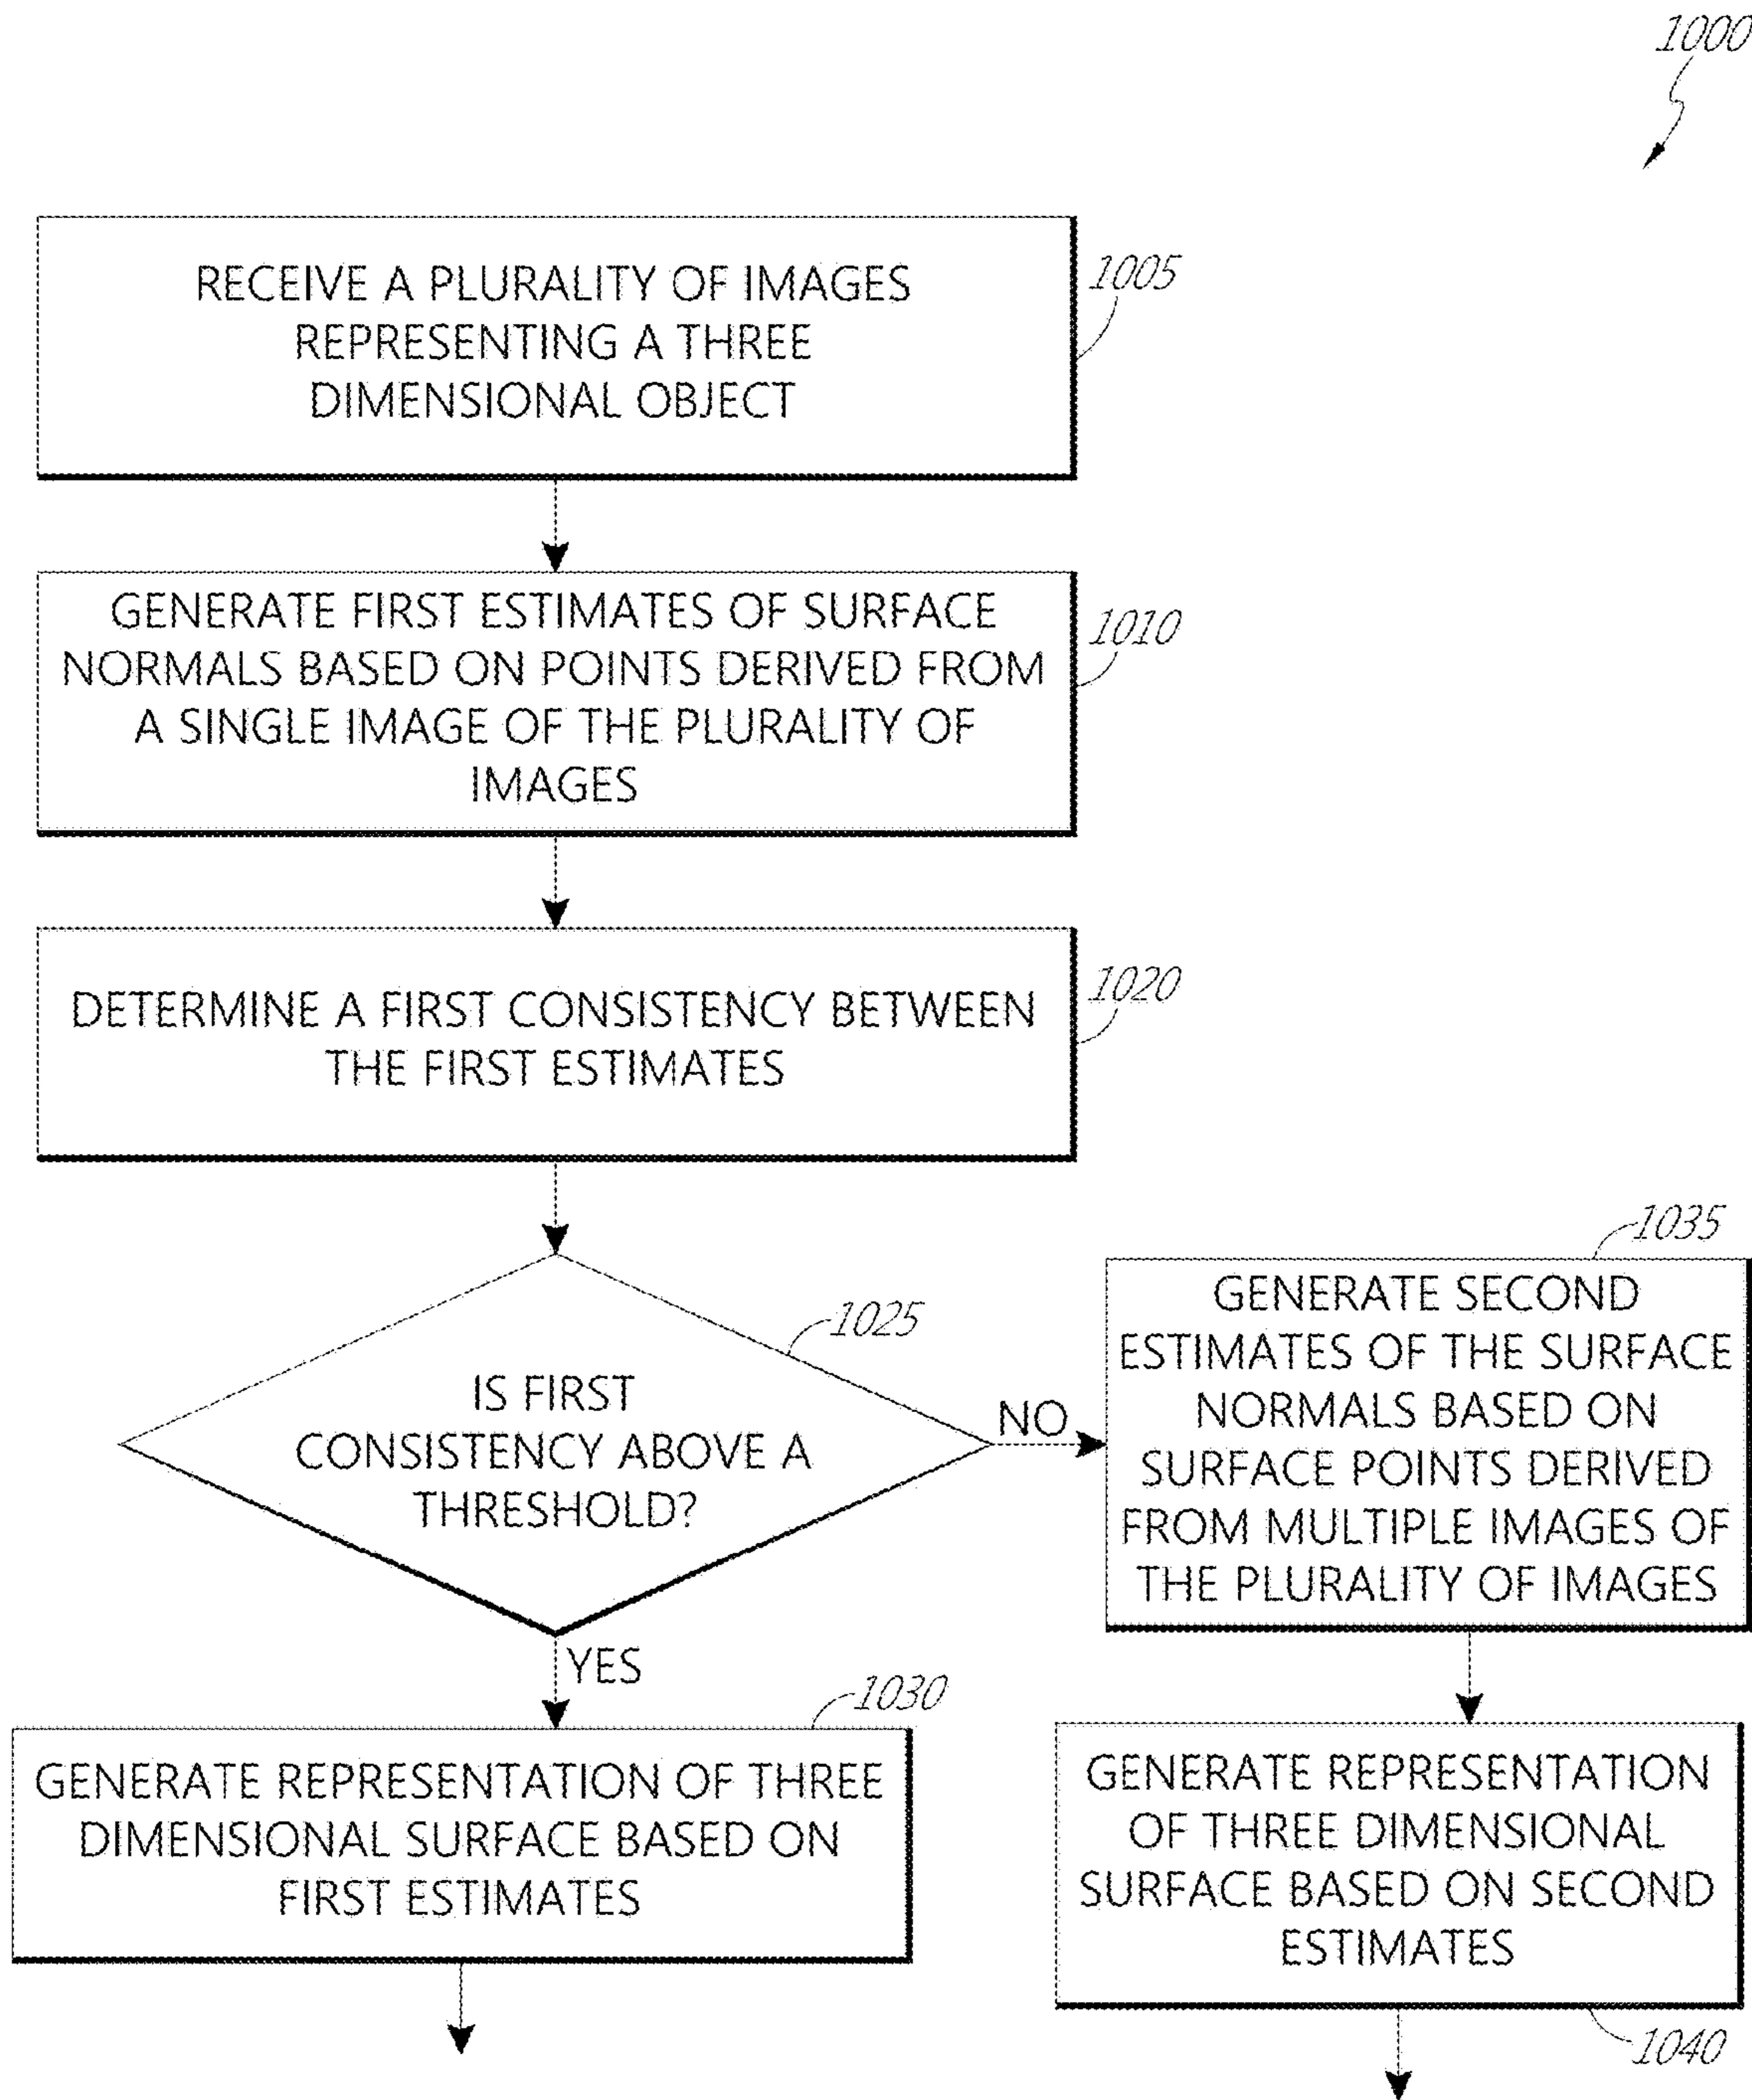 1000
RECEIVE A PLURALITY OF IMAGES
REPRESENTING A THREE
DIMENSIONAL OBJECT
1005
GENERATE FIRST ESTIMATES OF SURFACE
NORMALS BASED ON POINTS DERIVED FROM
A SINGLE IMAGE OF THE PLURALITY OF
IMAGES
1010
DETERMINE A FIRST CONSISTENCY BETWEEN
THE FIRST ESTIMATES
1020
IS FIRST
CONSISTENCY ABOVE A
THRESHOLD?
1025
NO
1035
GENERATE SECOND
ESTIMATES OF THE SURFACE
NORMALS BASED ON
SURFACE POINTS DERIVED
FROM MULTIPLE IMAGES OF
THE PLURALITY OF IMAGES
YES
1030
GENERATE REPRESENTATION OF THREE
DIMENSIONAL SURFACE BASED ON
FIRST ESTIMATES
GENERATE REPRESENTATION
OF THREE DIMENSIONAL
SURFACE BASED ON SECOND
ESTIMATES
1040